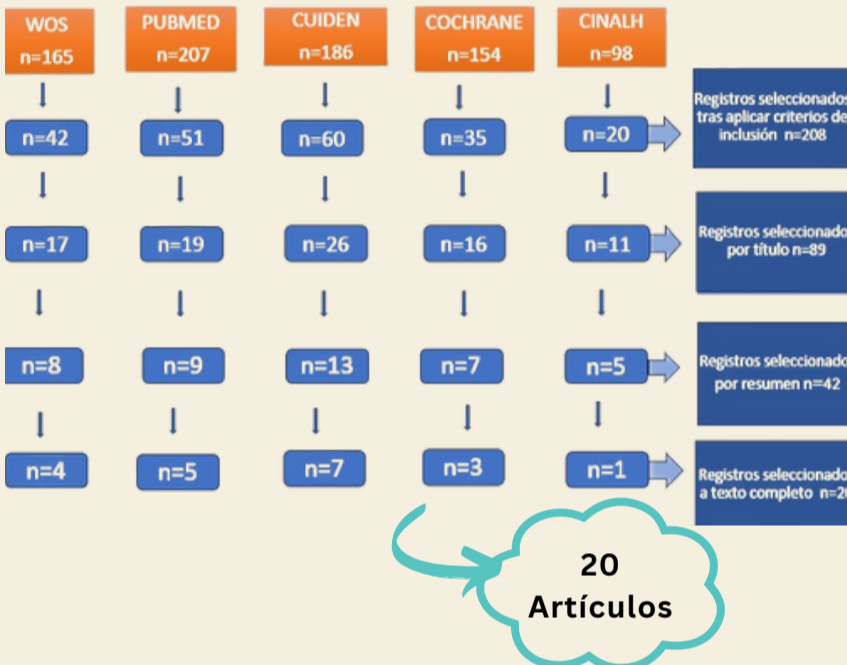 WOS
n=165
PUBMED
n=207
CUIDEN
n=186
COCHRANE
n=154
CINALH
n=98
n=42
n=51
n=60
n=35
n=20
Registros seleccionados
tras aplicar criterios de
inclusión n=208
n=17
n=19
n=26
n=16
n=11
Registros seleccionado
por título n=89
n=8
n=9
n=13
n=7
n=5
Registros seleccionado
por resumen n=42
n=4
n=5
n=7
n=3
n=1
Registros seleccionado
a texto completo n=20
20
Artículos